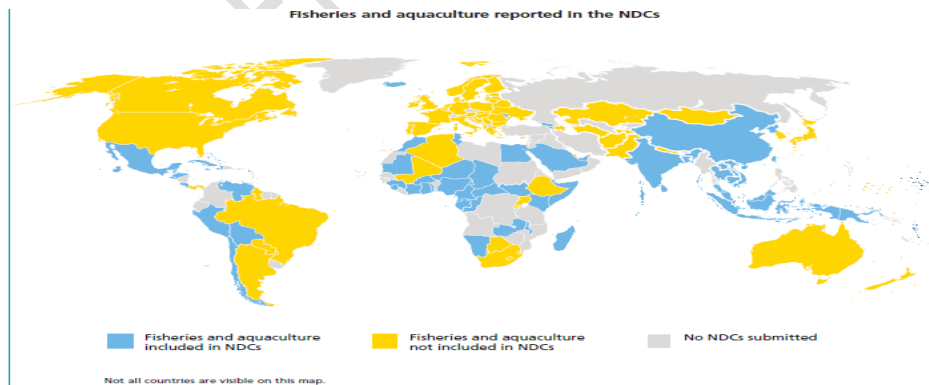 Fisheries and aquaculture reported in the NDCs
Fisheries and aquaculture
included in NDCs
Fisheries and aquaculture
not included in NDCs
No NDCs submitted
Not all countries are visible on this map.